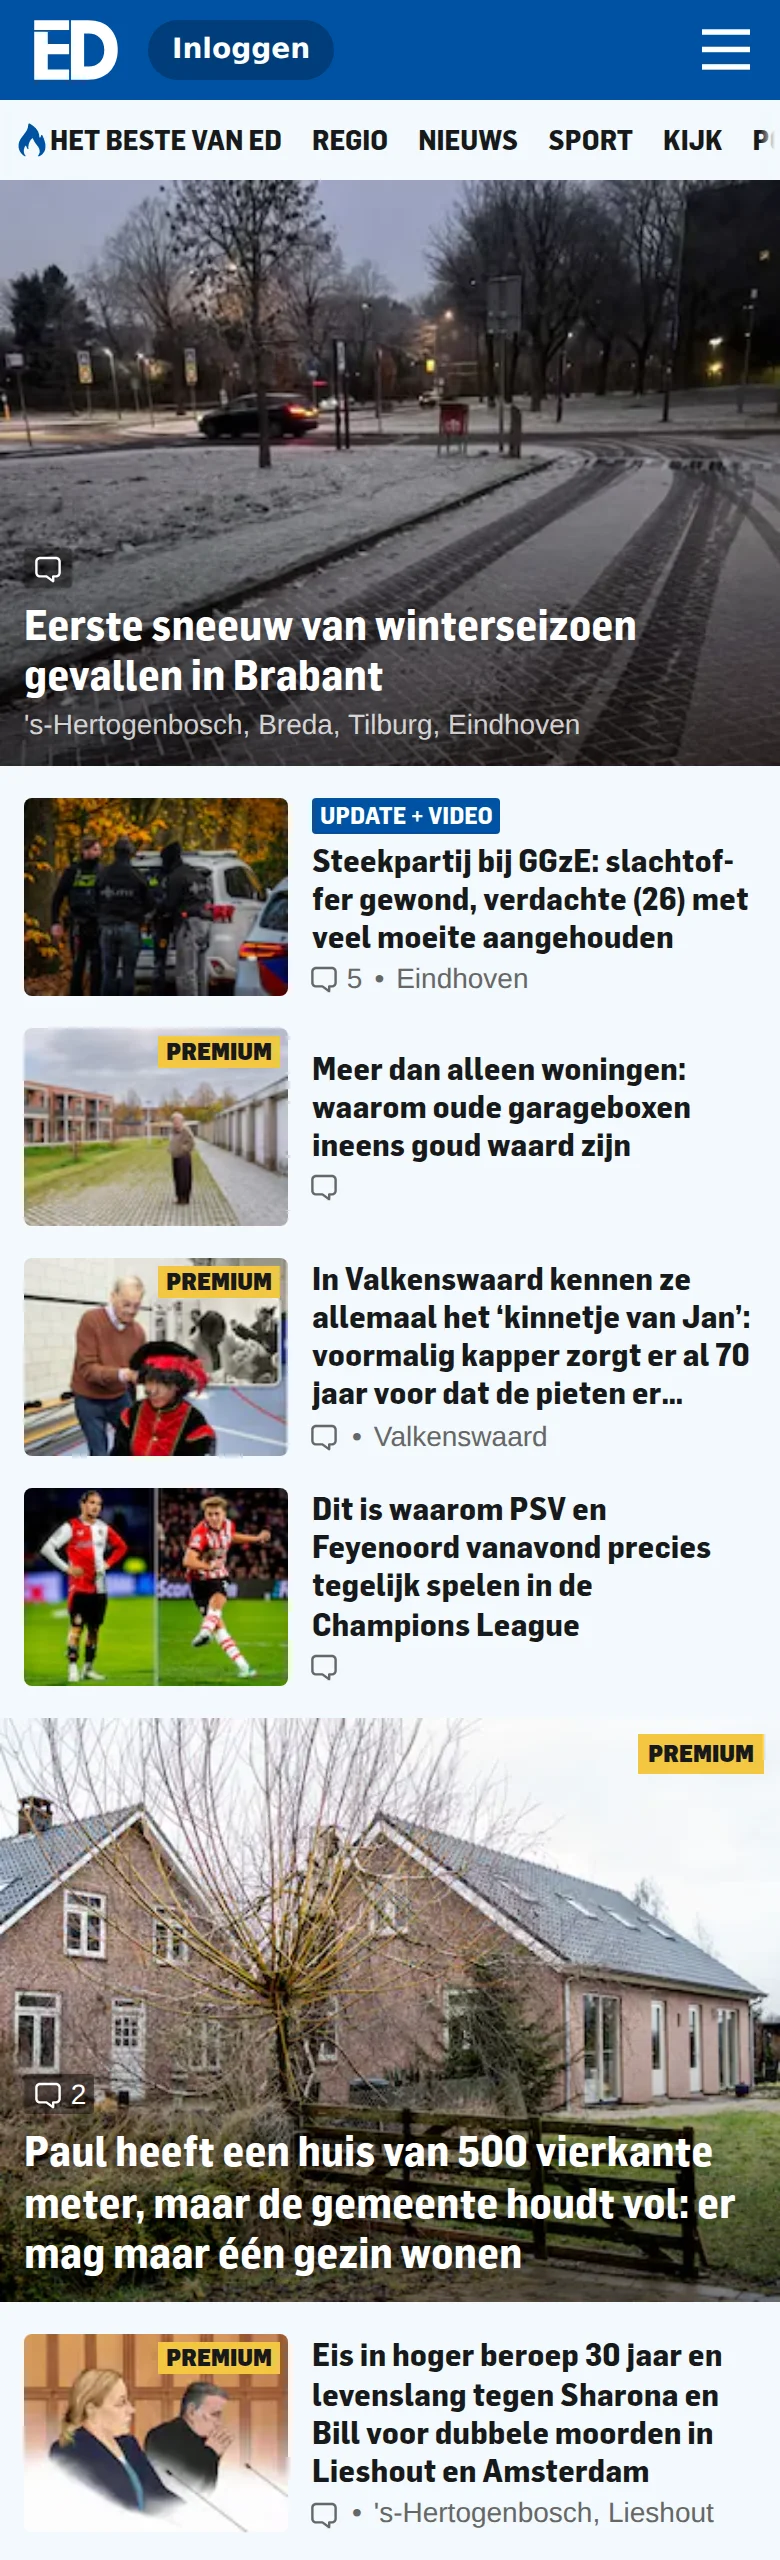 ED Inloggen
HET BESTE VAN ED REGIO NIEUWS SPORT KIJK
Eerste sneeuw van winterseizoen
gevallen in Brabant
's-Hertogenbosch, Breda, Tilburg, Eindhoven
UPDATE + VIDEO
Steekpartij bij GGzE: slachtof-
fer gewond, verdachte (26) met
veel moeite aangehouden
5 • Eindhoven
PREMIUM
Meer dan alleen woningen:
waarom oude garageboxen
ineens goud waard zijn
PREMIUM
In Valkenswaard kennen ze
allemaal het ‘kinnetje van Jan’:
voormalig kapper zorgt er al 70
jaar voor dat de pieten er...
• Valkenswaard
Dit is waarom PSV en
Feyenoord vanavond precies
tegelijk spelen in de
Champions League
PREMIUM
2
Paul heeft een huis van 500 vierkante
meter, maar de gemeente houdt vol: er
mag maar één gezin wonen
PREMIUM
Eis in hoger beroep 30 jaar en
levenslang tegen Sharona en
Bill voor dubbele moorden in
Lieshout en Amsterdam
• 's-Hertogenbosch, Lieshout